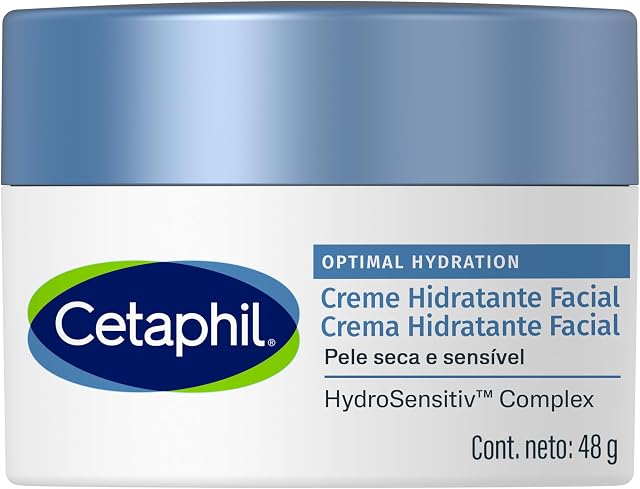 OPTIMAL HYDRATION
Creme Hidratante Facial
Crema Hidratante Facial
Cetaphil®
Pele seca e sensível
HydroSensitiv™ Complex
Cont. neto: 48 g